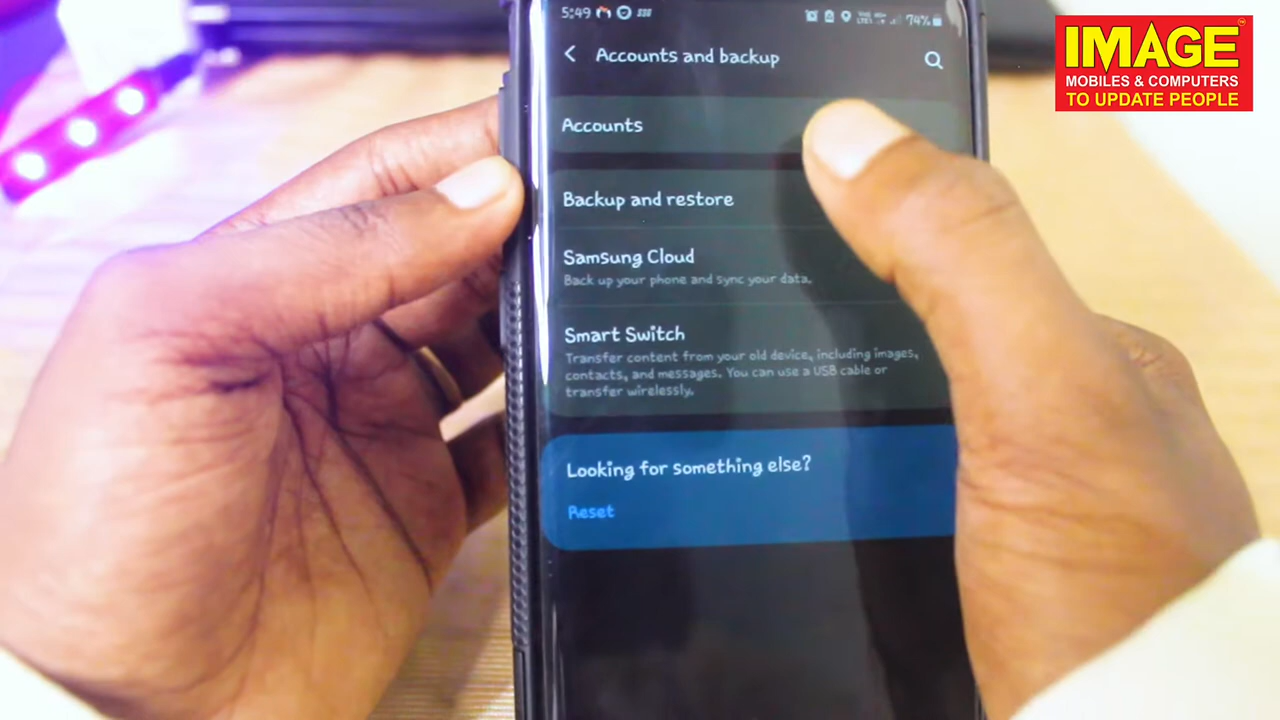 5:49
74%
Accounts and backup
Accounts
Backup and restore
Samsung Cloud
Back up your phone and sync your data.
Smart Switch
Transfer content from your old device, including images,
contacts, and messages. You can use a USB cable or
transfer wirelessly.
Looking for something else?
Reset
IMAGE
MOBILES & COMPUTERS
TO UPDATE PEOPLE